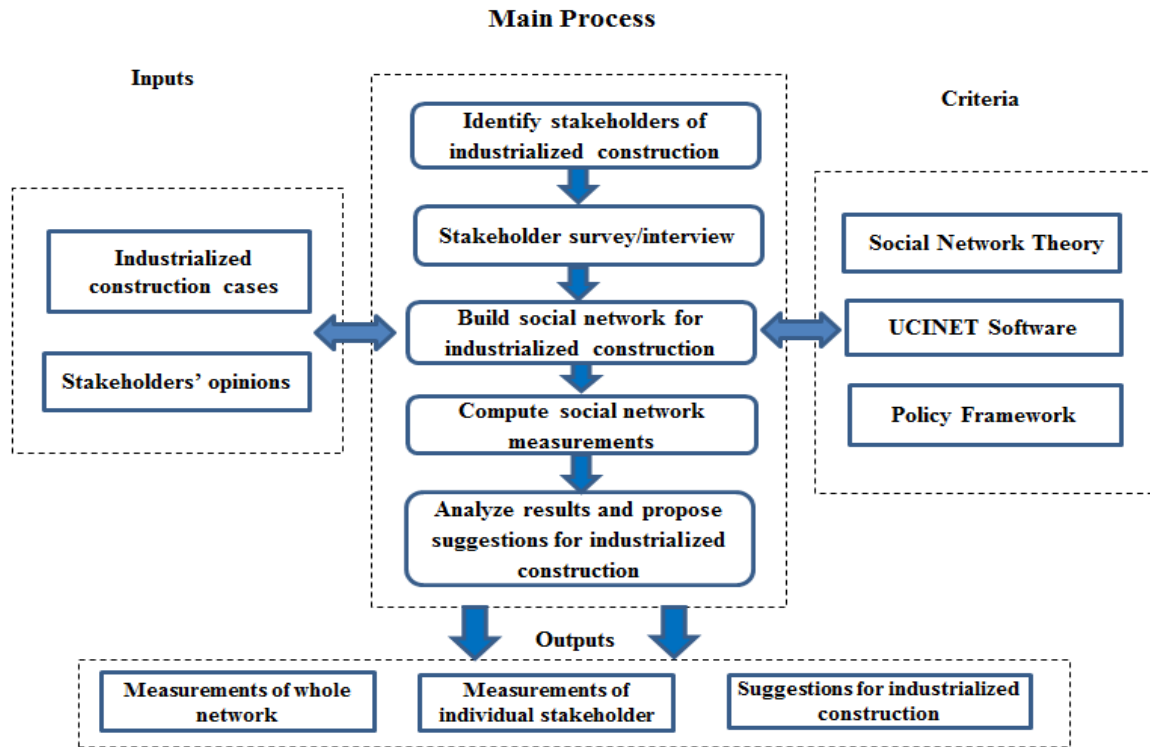 Main Process
Inputs
Industrialized
construction cases
Stakeholders’ opinions
Identify stakeholders of
industrialized construction
Stakeholder survey/interview
Build social network for
industrialized construction
Compute social network
measurements
Analyze results and propose
suggestions for industrialized
construction
Criteria
Social Network Theory
UCINET Software
Policy Framework
Outputs
Measurements of whole
network
Measurements of
individual stakeholder
Suggestions for industrialized
construction